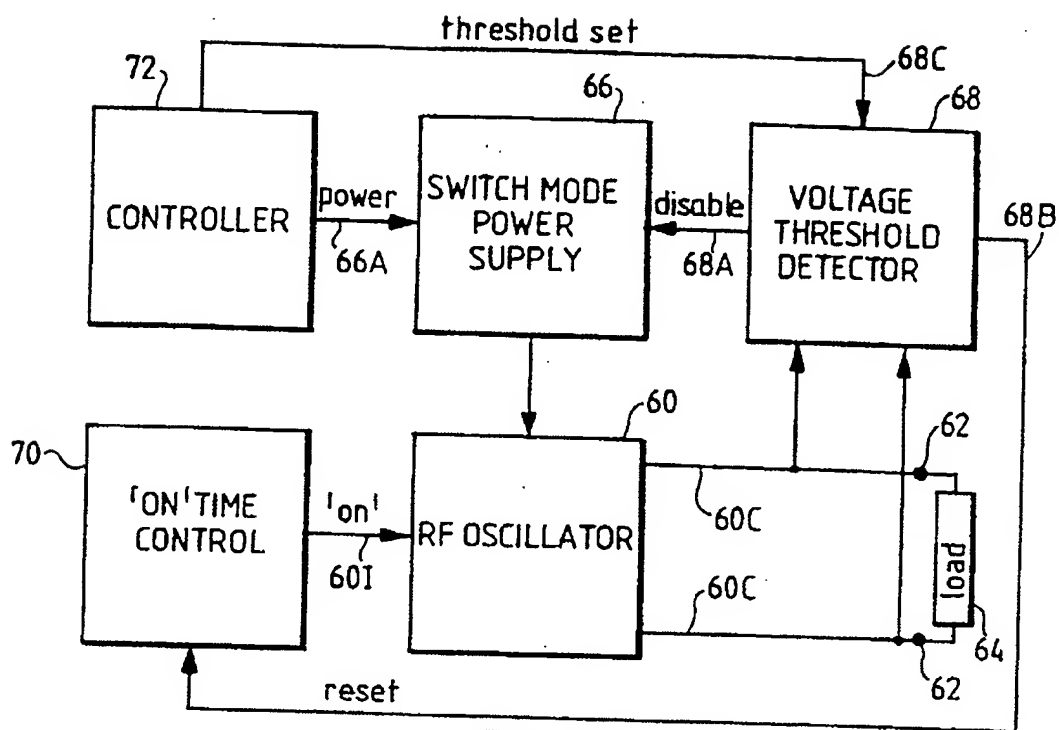 threshold set
72
66
68C
68
CONTROLLER
power
66A
SWITCH MODE
POWER
SUPPLY
disable
68A
VOLTAGE
THRESHOLD
DETECTOR
68B
70
'ON' TIME
CONTROL
'on'
60I
60
RF OSCILLATOR
60C
60C
62
load
64
62
reset